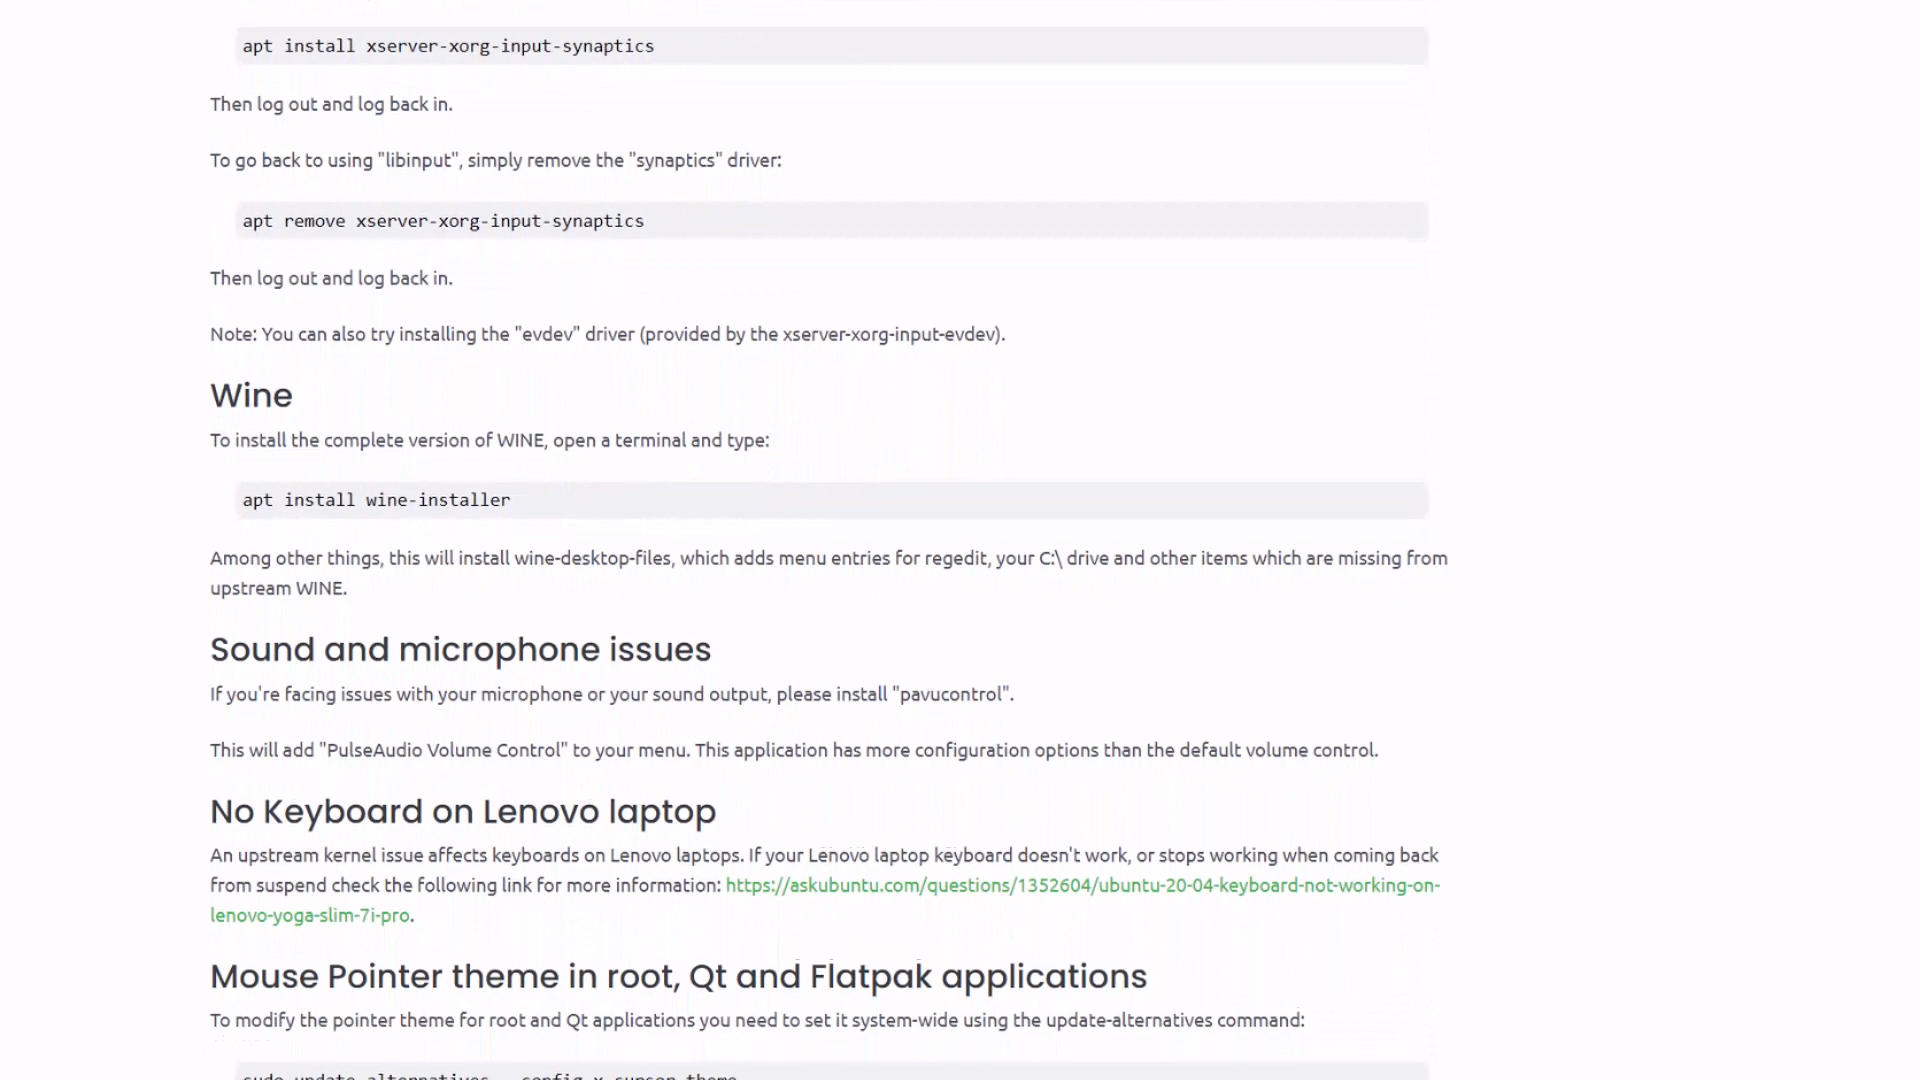 apt install xserver-xorg-input-synaptics
Then log out and log back in.
To go back to using "libinput", simply remove the "synaptics" driver:
apt remove xserver-xorg-input-synaptics
Then log out and log back in.
Note: You can also try installing the "evdev" driver (provided by the xserver-xorg-input-evdev).
Wine
To install the complete version of WINE, open a terminal and type:
apt install wine-installer
Among other things, this will install wine-desktop-files, which adds menu entries for regedit, your C:\ drive and other items which are missing from
upstream WINE.
Sound and microphone issues
If you're facing issues with your microphone or your sound output, please install "pavucontrol".
This will add "PulseAudio Volume Control" to your menu. This application has more configuration options than the default volume control.
No Keyboard on Lenovo laptop
An upstream kernel issue affects keyboards on Lenovo laptops. If your Lenovo laptop keyboard doesn't work, or stops working when coming back
from suspend check the following link for more information: https://askubuntu.com/questions/1352604/ubuntu-20-04-keyboard-not-working-on-
lenovo-yoga-slim-7i-pro.
Mouse Pointer theme in root, Qt and Flatpak applications
To modify the pointer theme for root and Qt applications you need to set it system-wide using the update-alternatives command:
sudo update-alternatives --config x-cursor-theme